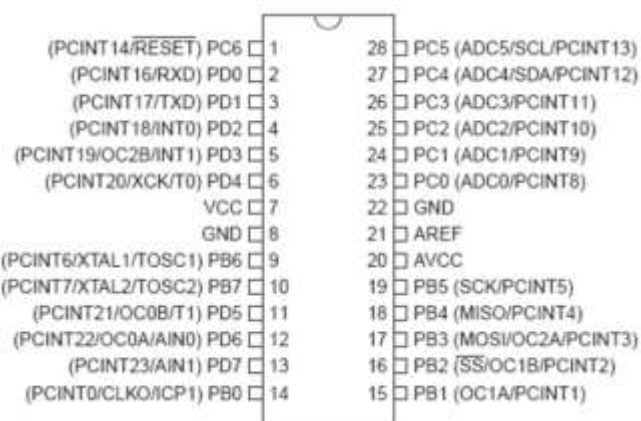 (PCINT14/RESET) PC6 1 28 PC5 (ADC5/SCL/PCINT13)
(PCINT16/RXD) PD0 2 27 PC4 (ADC4/SDA/PCINT12)
(PCINT17/TXD) PD1 3 26 PC3 (ADC3/PCINT11)
(PCINT18/INT0) PD2 4 25 PC2 (ADC2/PCINT10)
(PCINT19/OC2B/INT1) PD3 5 24 PC1 (ADC1/PCINT9)
(PCINT20/XCK/T0) PD4 6 23 PC0 (ADC0/PCINT8)
VCC 7 22 GND
GND 8 21 AREF
(PCINT6/XTAL1/TOSC1) PB6 9 20 AVCC
(PCINT7/XTAL2/TOSC2) PB7 10 19 PB5 (SCK/PCINT5)
(PCINT21/OC0B/T1) PD5 11 18 PB4 (MISO/PCINT4)
(PCINT22/OC0A/AIN0) PD6 12 17 PB3 (MOSI/OC2A/PCINT3)
(PCINT23/AIN1) PD7 13 16 PB2 (SS/OC1B/PCINT2)
(PCINT0/CLKO/ICP1) PB0 14 15 PB1 (OC1A/PCINT1)